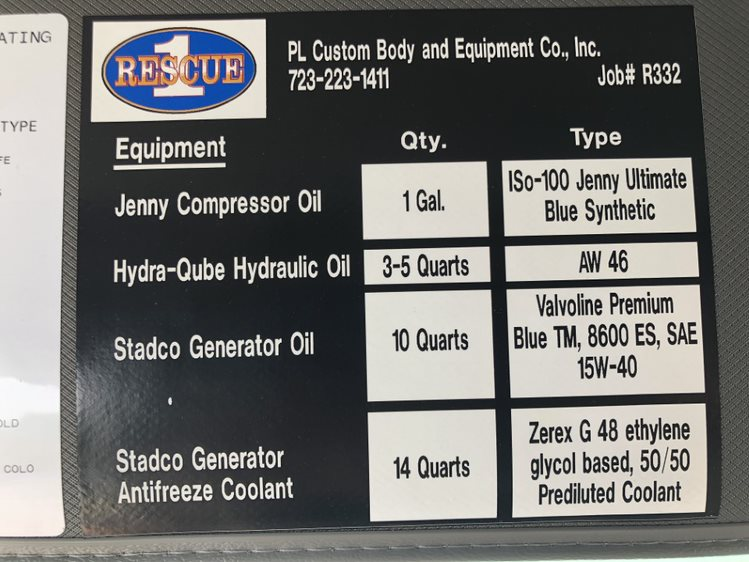 ATING
TYPE
OLD
COLO
RESCUE 1
PL Custom Body and Equipment Co., Inc.
723-223-1411 Job# R332
Equipment Qty. Type
Jenny Compressor Oil 1 Gal. ISo-100 Jenny Ultimate
Blue Synthetic
Hydra-Qube Hydraulic Oil 3-5 Quarts AW 46
Stadco Generator Oil 10 Quarts Valvoline Premium
Blue TM, 8600 ES, SAE
15W-40
Stadco Generator
Antifreeze Coolant 14 Quarts Zerex G 48 ethylene
glycol based, 50/50
Prediluted Coolant